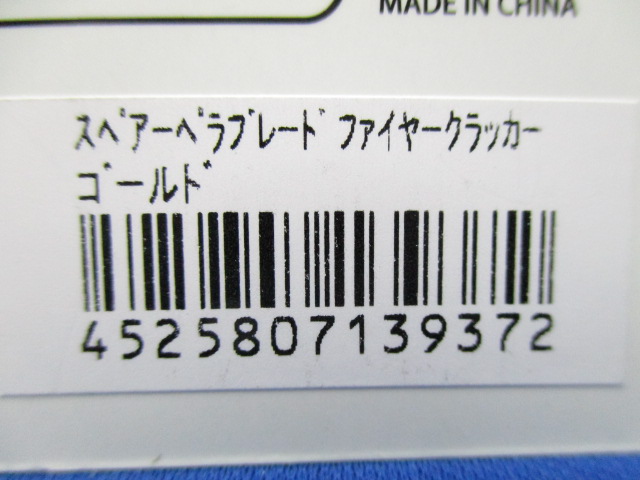 MADE IN CHINA
スペアーペラブレード ファイヤークラッカー
ゴールド
4525807139372